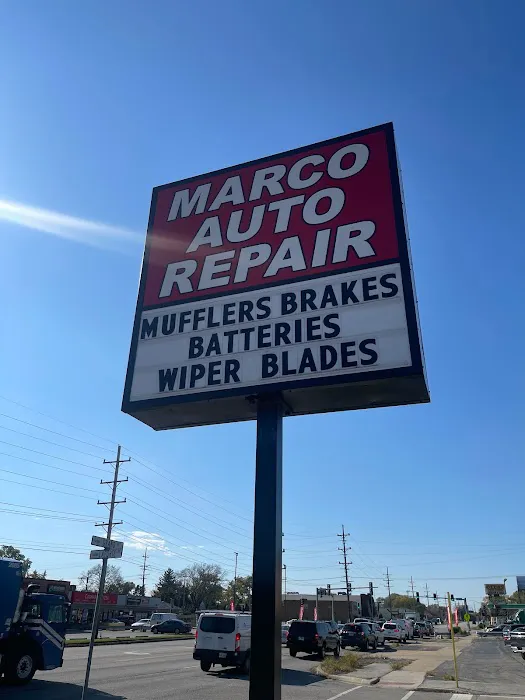 MARCO
AUTO
REPAIR
MUFFLERS BRAKES
BATTERIES
WIPER BLADES